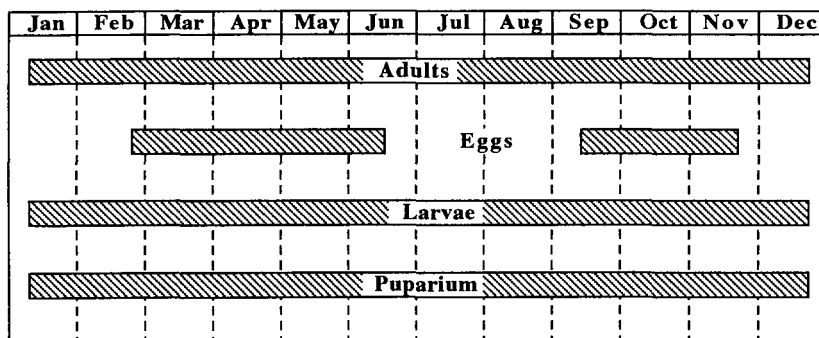 Jan Feb Mar Apr May Jun Jul Aug Sep Oct Nov Dec
Adults
Eggs
Larvae
Puparium